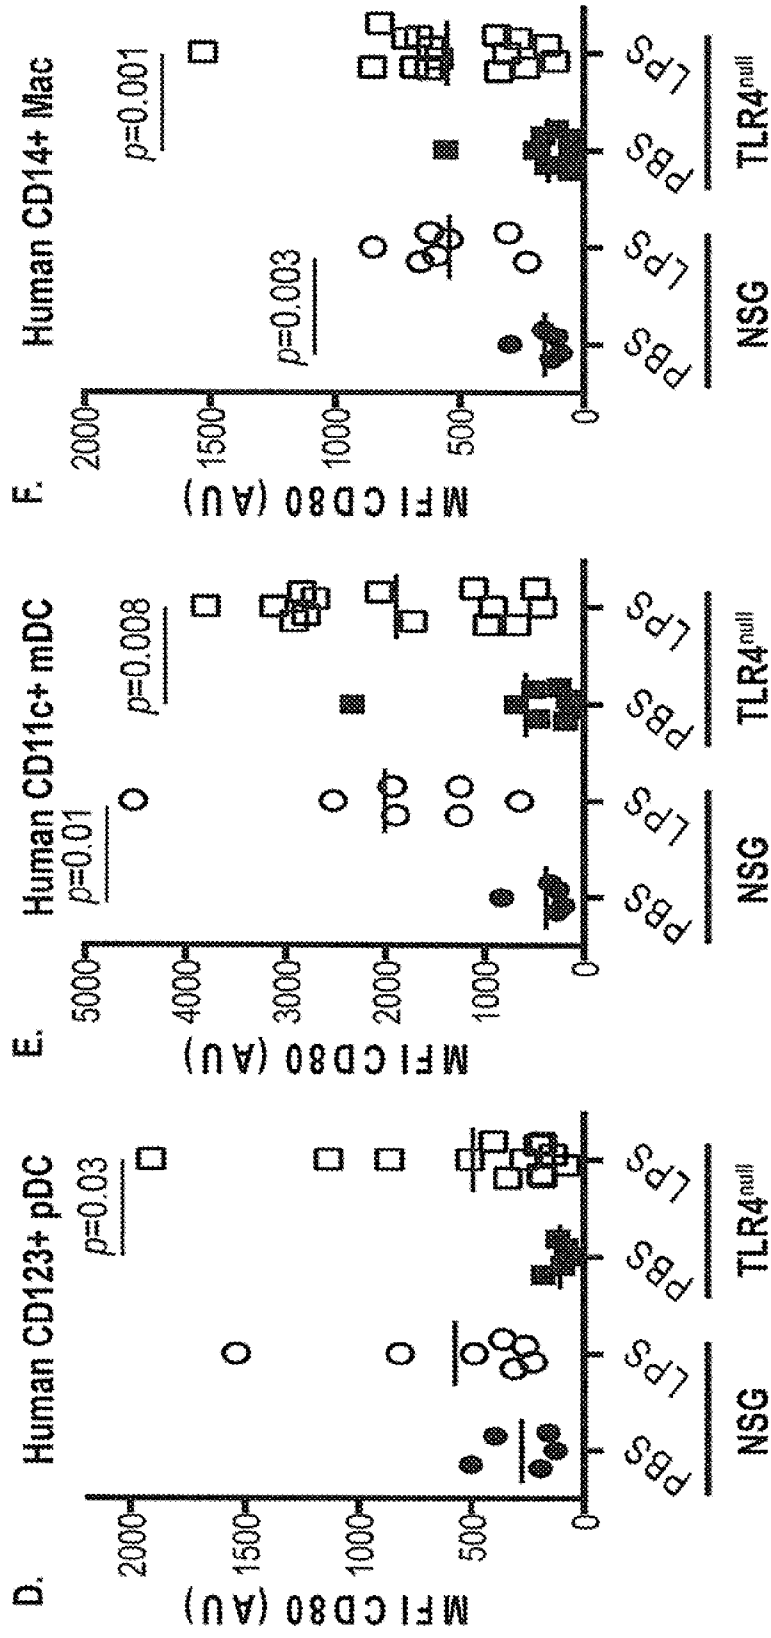 D.
Human CD123+ pDC
p=0.03
MFI CD80 (AU)
2000
1500
1000
500
0
PBS LPS PBS LPS
NSG TLR4null
E.
Human CD11c+ mDC
p=0.01
p=0.008
MFI CD80 (AU)
5000
4000
3000
2000
1000
0
PBS LPS PBS LPS
NSG TLR4null
F.
Human CD14+ Mac
p=0.003
p=0.001
MFI CD80 (AU)
2000
1500
1000
500
0
PBS LPS PBS LPS
NSG TLR4null